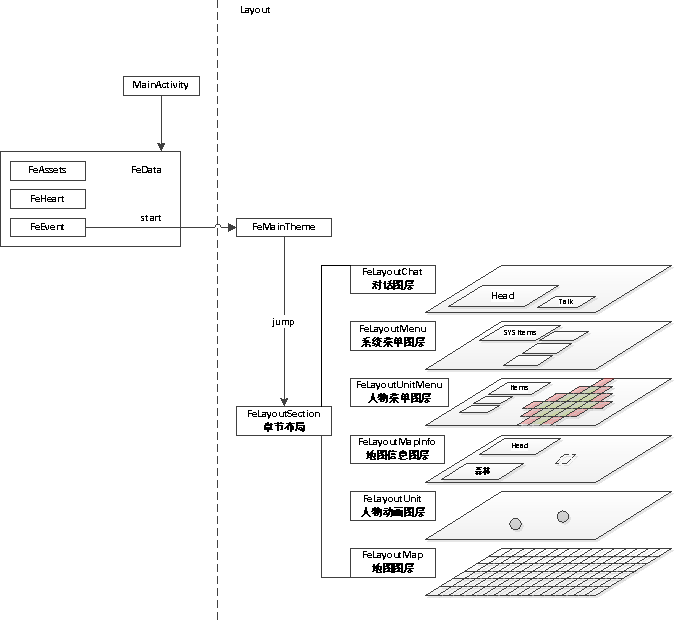 Layout
MainActivity
FeAssets
FeData
FeHeart
FeEvent
start
FeMainTheme
jump
FeLayoutSection
章节布局
FeLayoutChat
对话图层
Head
Talk
FeLayoutMenu
系统菜单图层
SYS Items
FeLayoutUnitMenu
人物菜单图层
Items
FeLayoutMapInfo
地图信息图层
Head
森林
FeLayoutUnit
人物动画图层
FeLayoutMap
地图图层